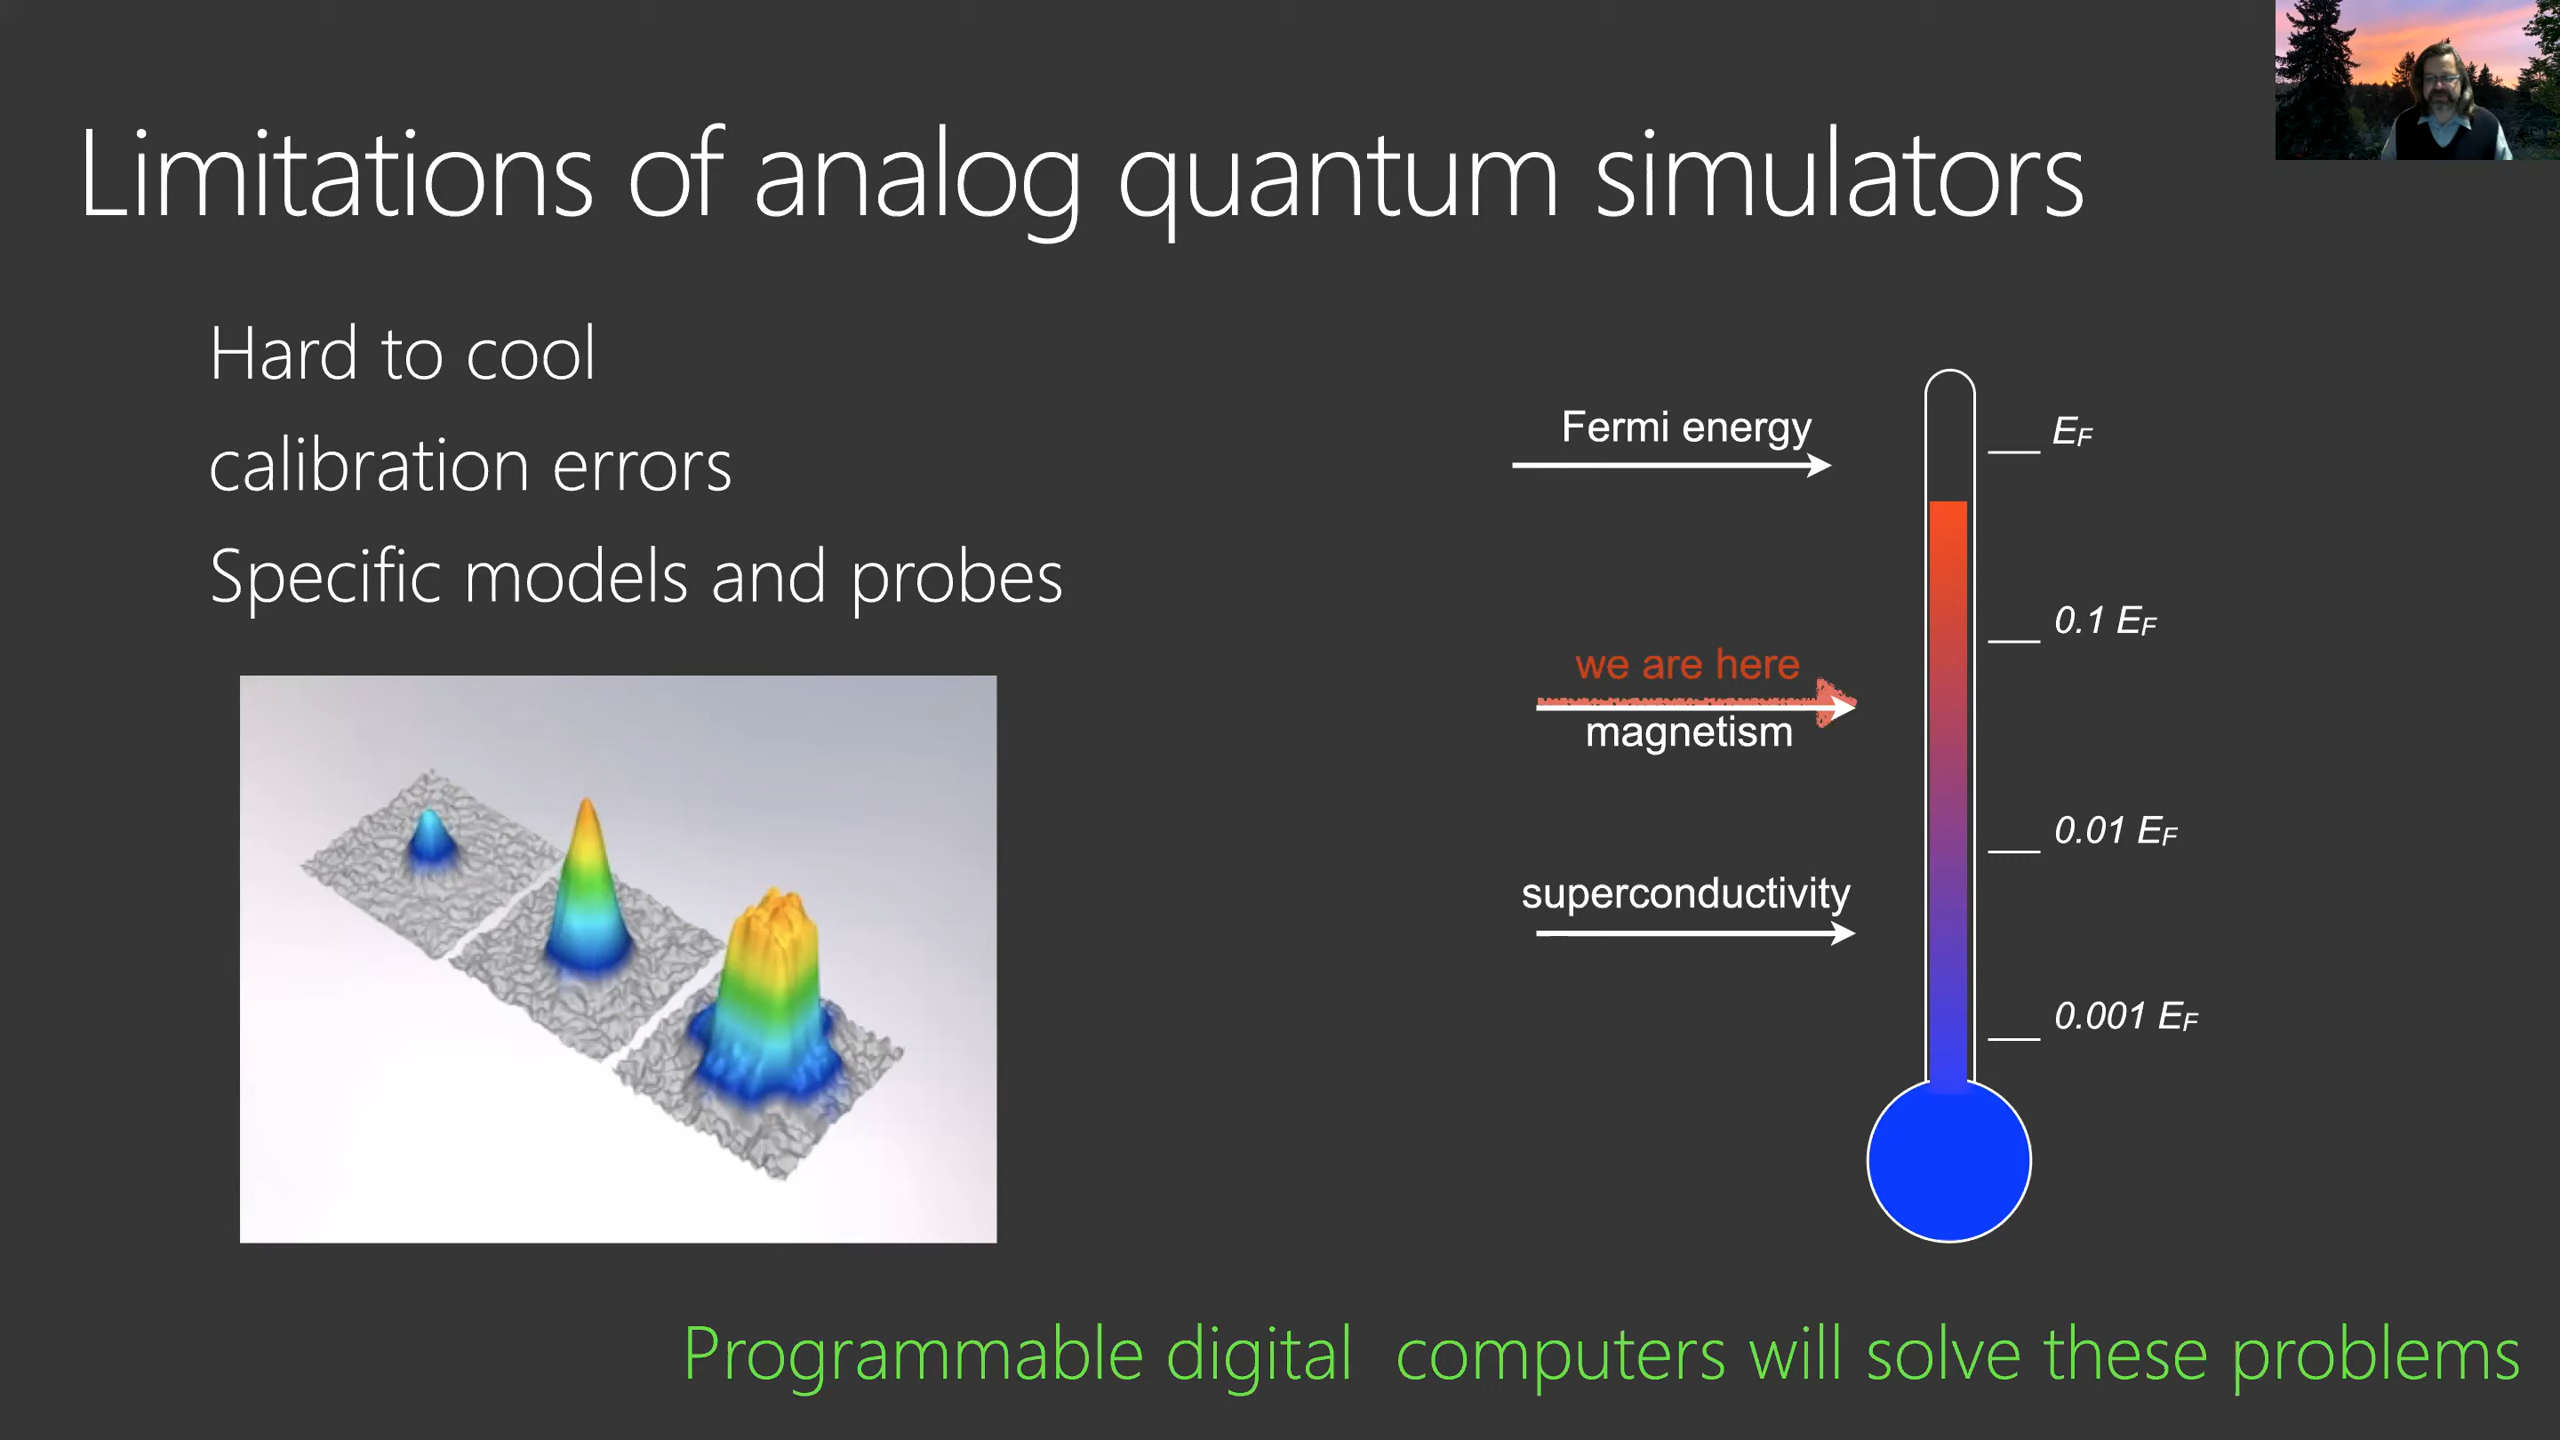 Limitations of analog quantum simulators
Hard to cool
calibration errors
Specific models and probes
Fermi energy
we are here
magnetism
superconductivity
EF
0.1 EF
0.01 EF
0.001 EF
Programmable digital computers will solve these problems